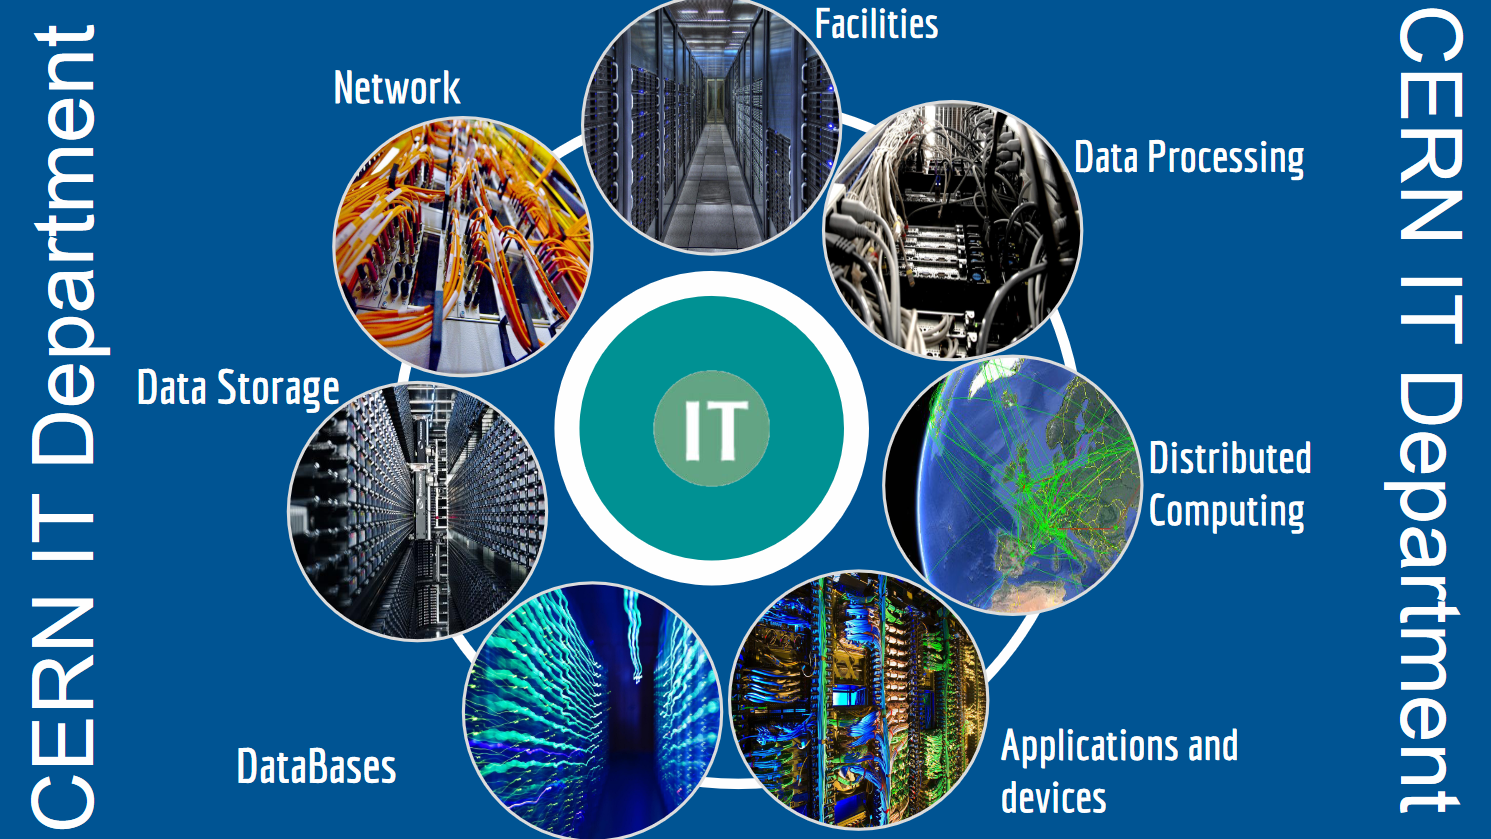 CERN IT Department
Facilities
Network
Data Processing
Data Storage
IT
Distributed
Computing
DataBases
Applications and
devices
CERN IT Department